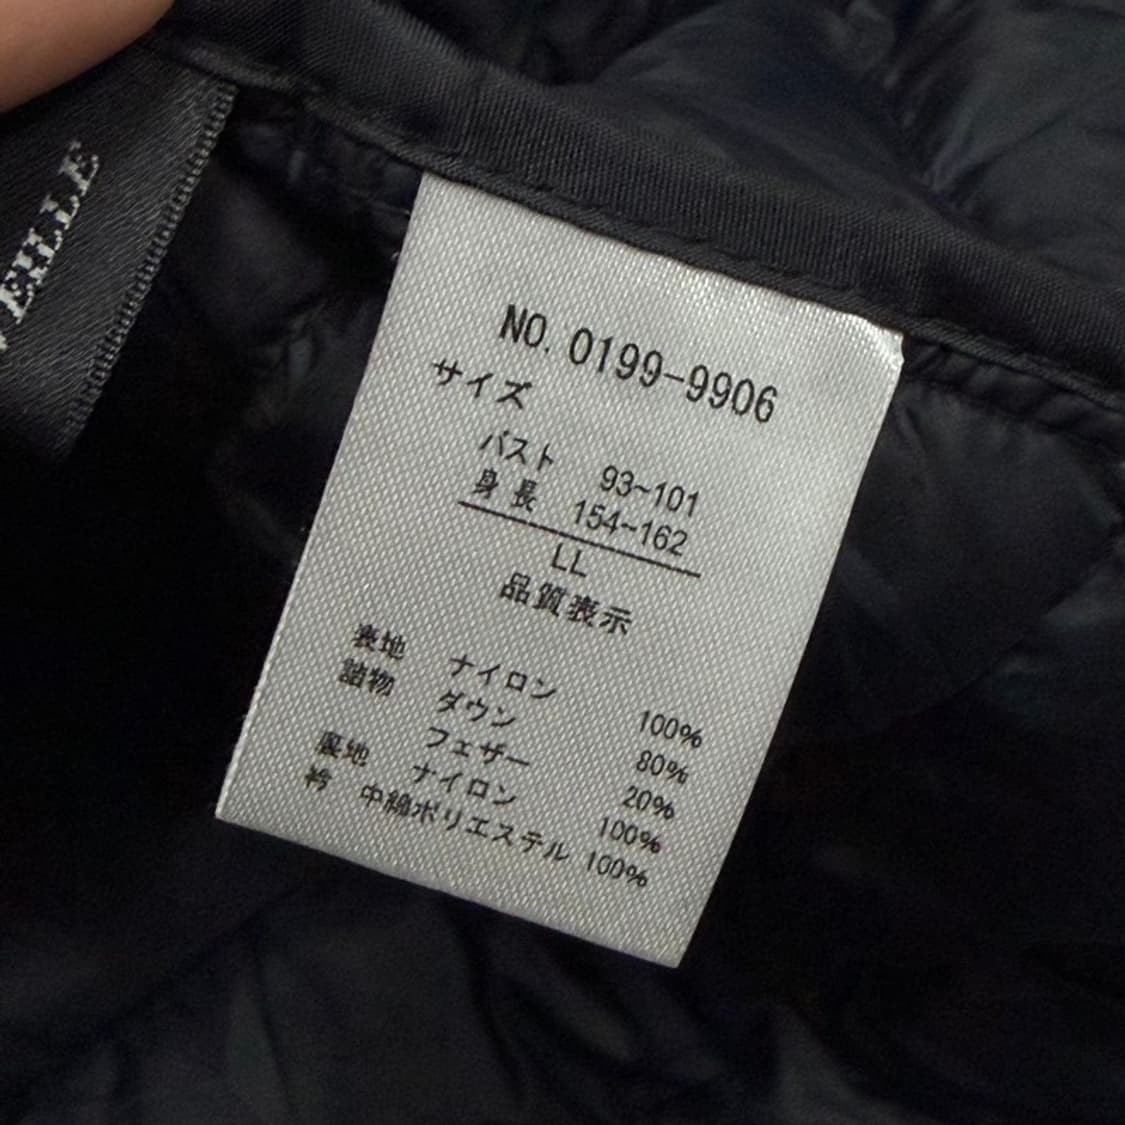 EILLE
NO. 0199-9906
サイズ
バスト 93~101
身長 154~162
LL
品質表示
表地 ナイロン 100%
詰物 ダウン 80%
フェザー 20%
裏地 ナイロン 100%
衿 中綿ポリエステル 100%